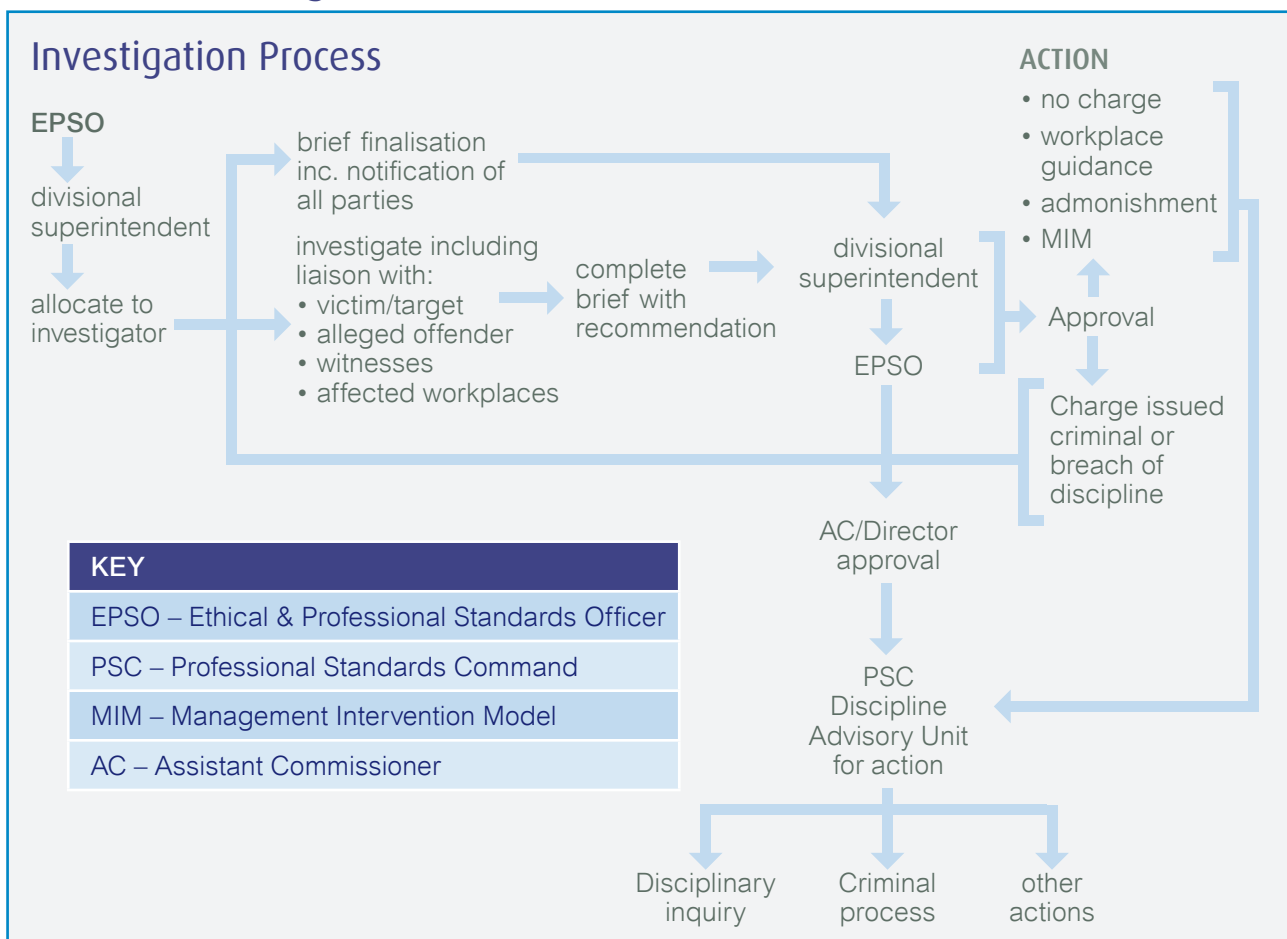 Investigation Process
EPSO
divisional
superintendent
allocate to
investigator
brief finalisation
inc. notification of
all parties
investigate including
liaison with:
• victim/target
• alleged offender
• witnesses
• affected workplaces
complete
brief with
recommendation
divisional
superintendent
EPSO
ACTION
• no charge
• workplace
guidance
• admonishment
• MIM
Approval
Charge issued
criminal or
breach of
discipline
AC/Director
approval
PSC
Discipline
Advisory Unit
for action
Disciplinary
inquiry
Criminal
process
other
actions
KEY
EPSO – Ethical & Professional Standards Officer
PSC – Professional Standards Command
MIM – Management Intervention Model
AC – Assistant Commissioner